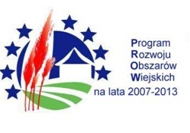 Program
Rozwoju
Obszarów
Wiejskich
na lata 2007-2013